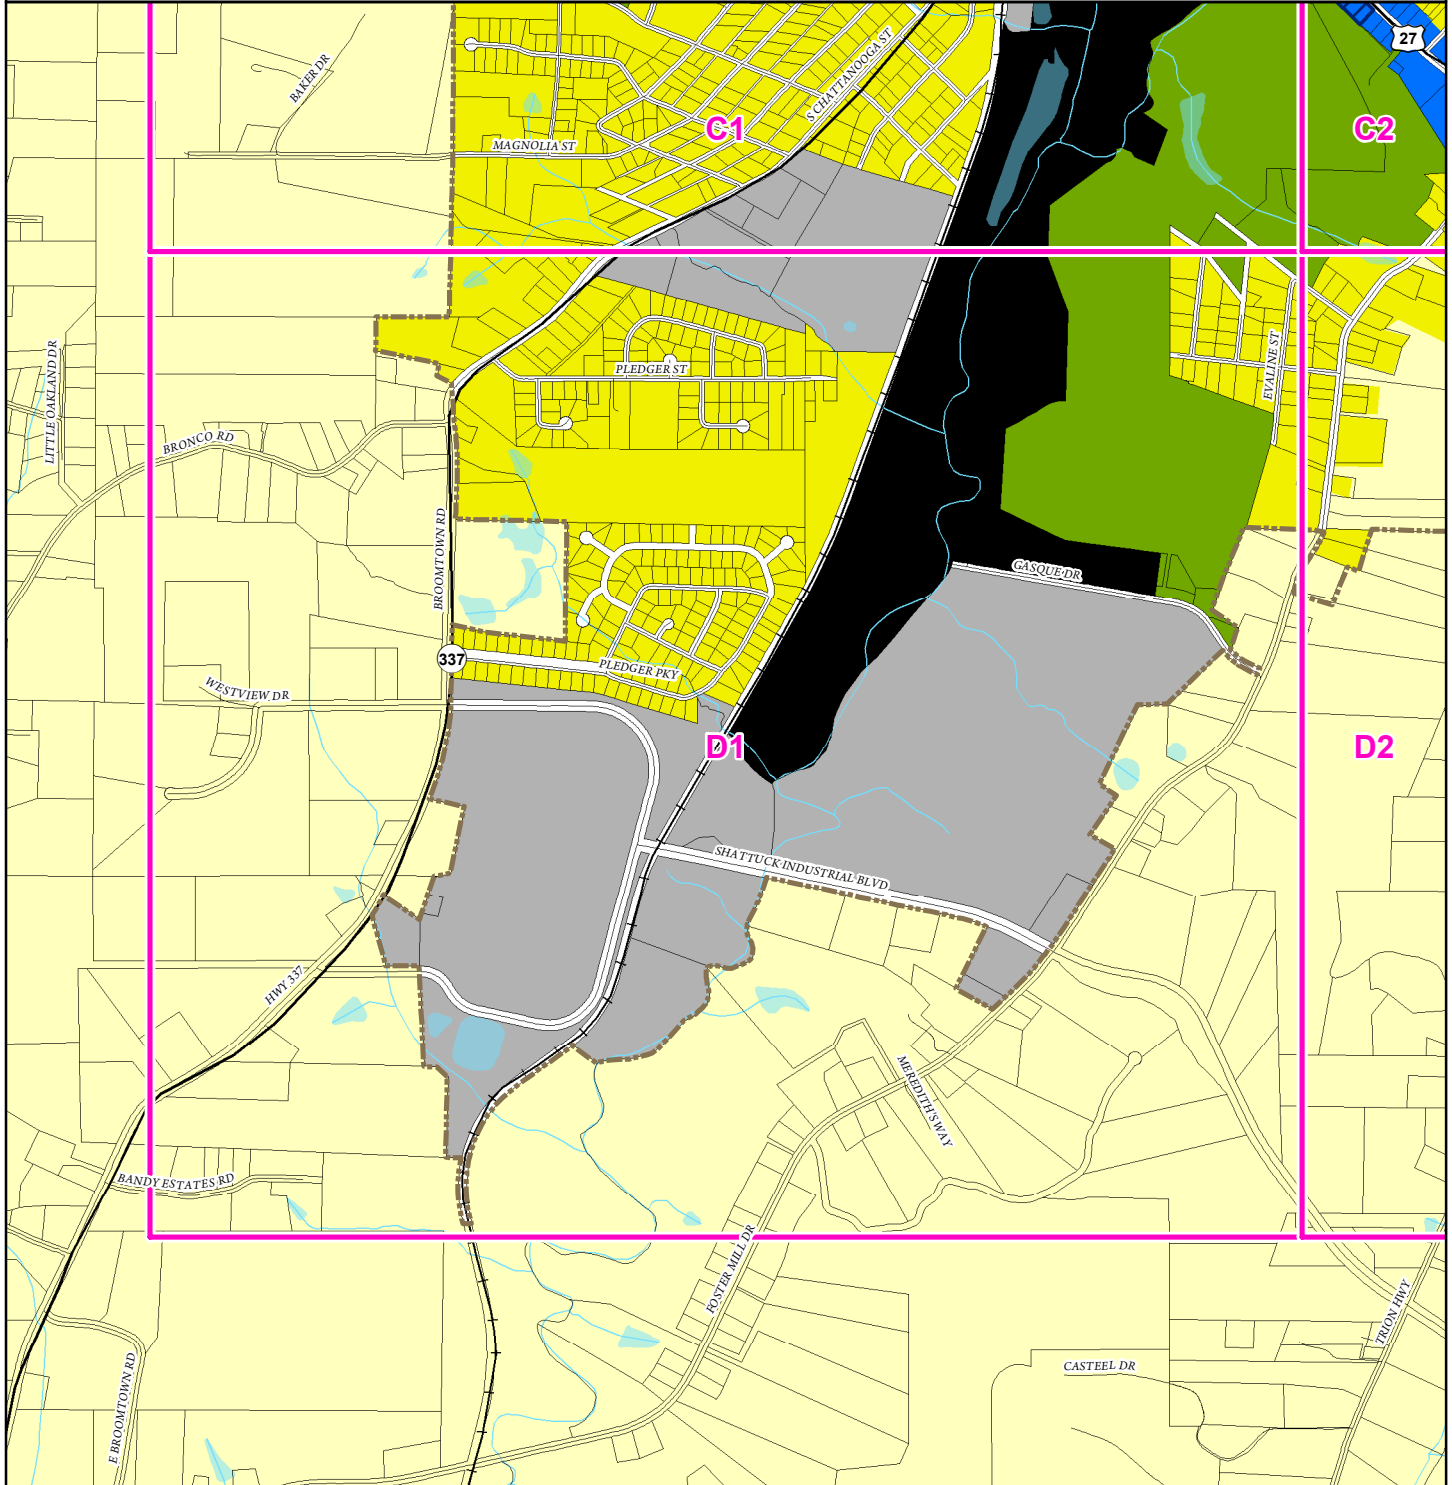 27
BAKER DR
S CHATTANOOGA ST
C1
C2
MAGNOLIA ST
LITTLE OAKLAND DR
PLEDGER ST
EVALINE ST
BRONCO RD
BROOMTOWN RD
GASQUE DR
337
PLEDGER PKY
WESTVIEW DR
D1
D2
SHATTUCK INDUSTRIAL BLVD
HWY 337
MEREDITH'S WAY
BANDY ESTATES RD
FOSTER MILL DR
TRION HWY
CASTEEL DR
E BROOMTOWN RD